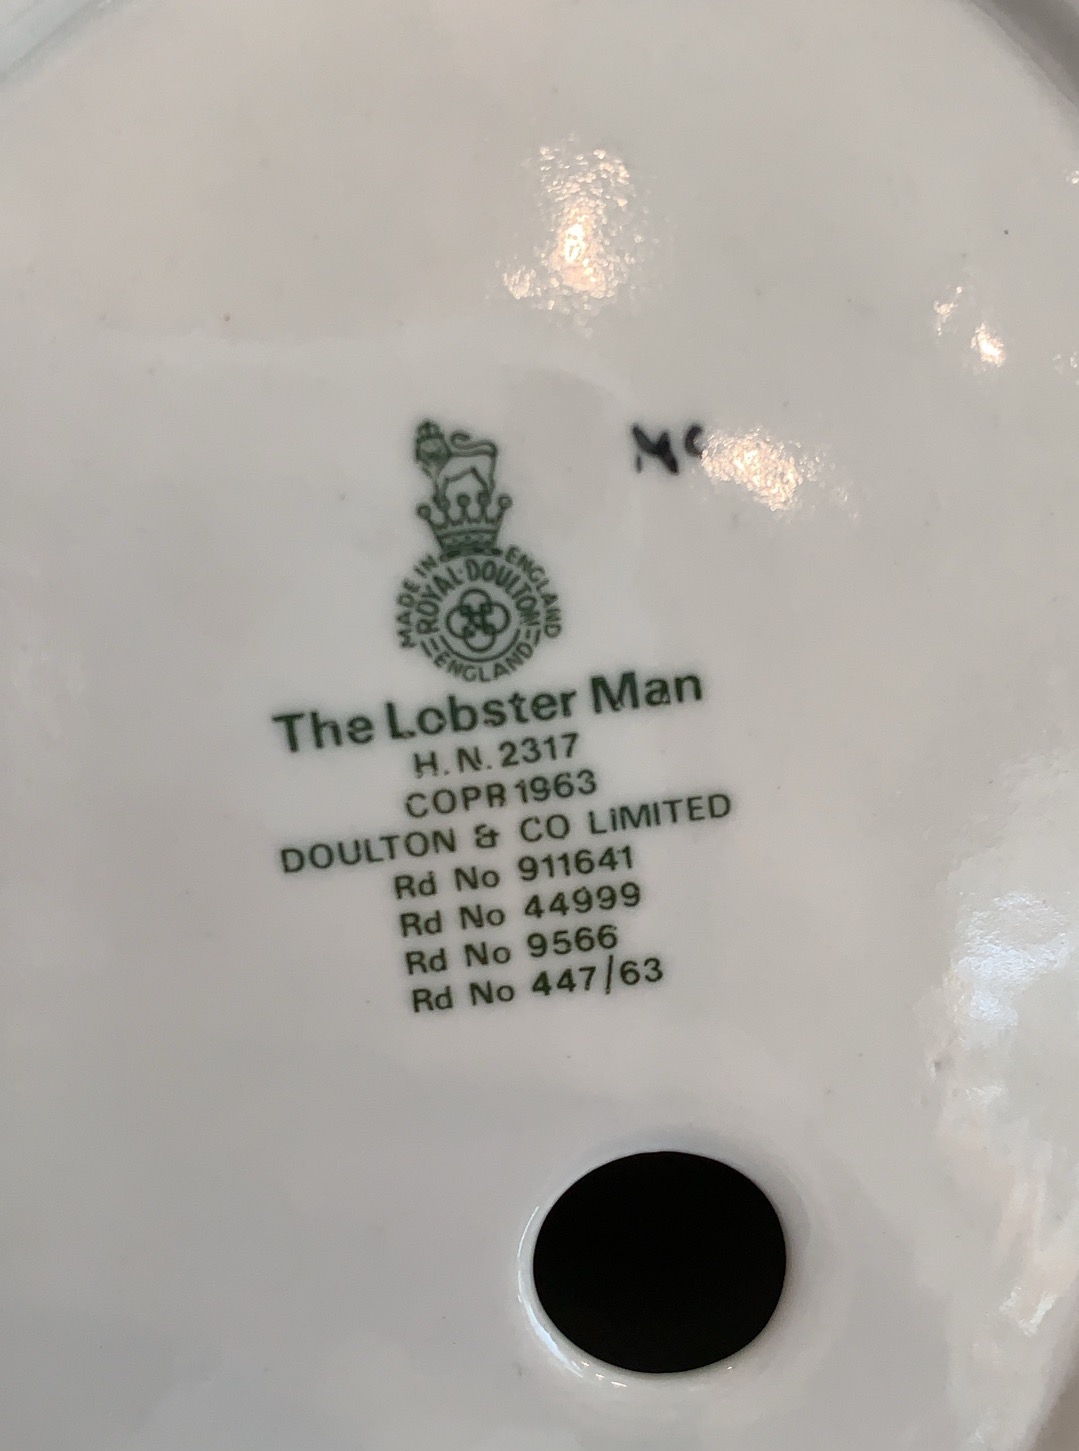 MADE IN ENGLAND
ROYAL·DOULTON
ENGLAND
The Lobster Man
H.N. 2317
COPR 1963
DOULTON & CO LIMITED
Rd No 911641
Rd No 44999
Rd No 9566
Rd No 447/63